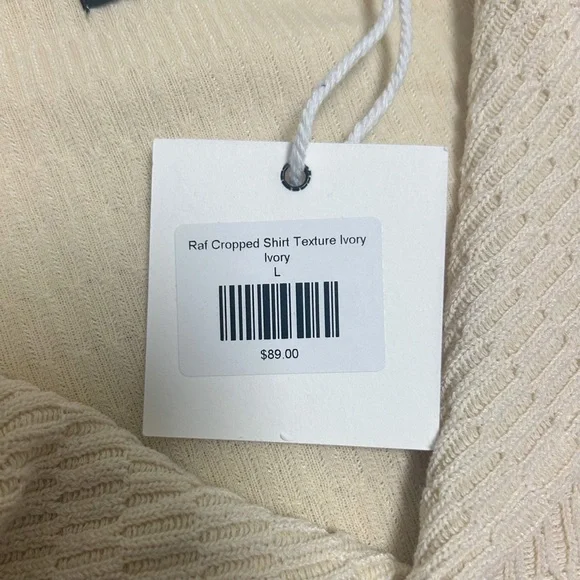 Raf Cropped Shirt Texture Ivory
Ivory
L
$89.00